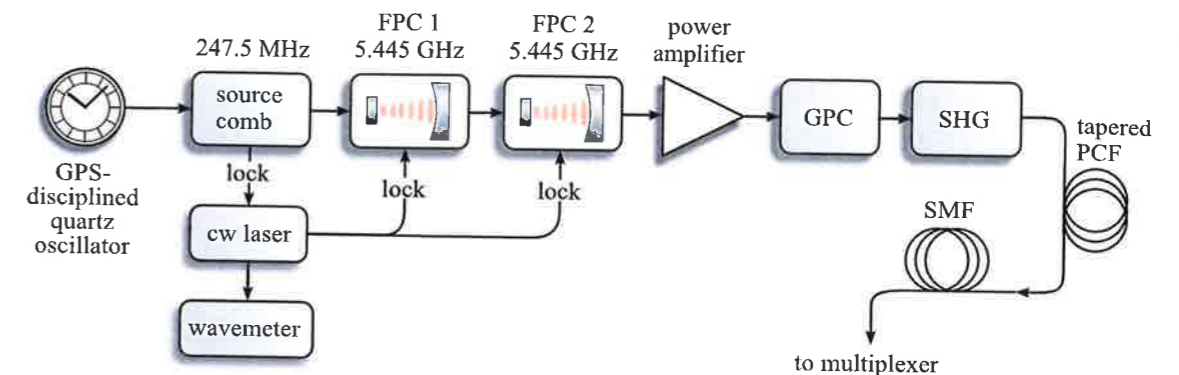 FPC 1
5.445 GHz
FPC 2
5.445 GHz
power
amplifier
247.5 MHz
source
comb
GPC
SHG
tapered
PCF
GPS-
disciplined
quartz
oscillator
lock
lock
lock
cw laser
SMF
wavemeter
to multiplexer